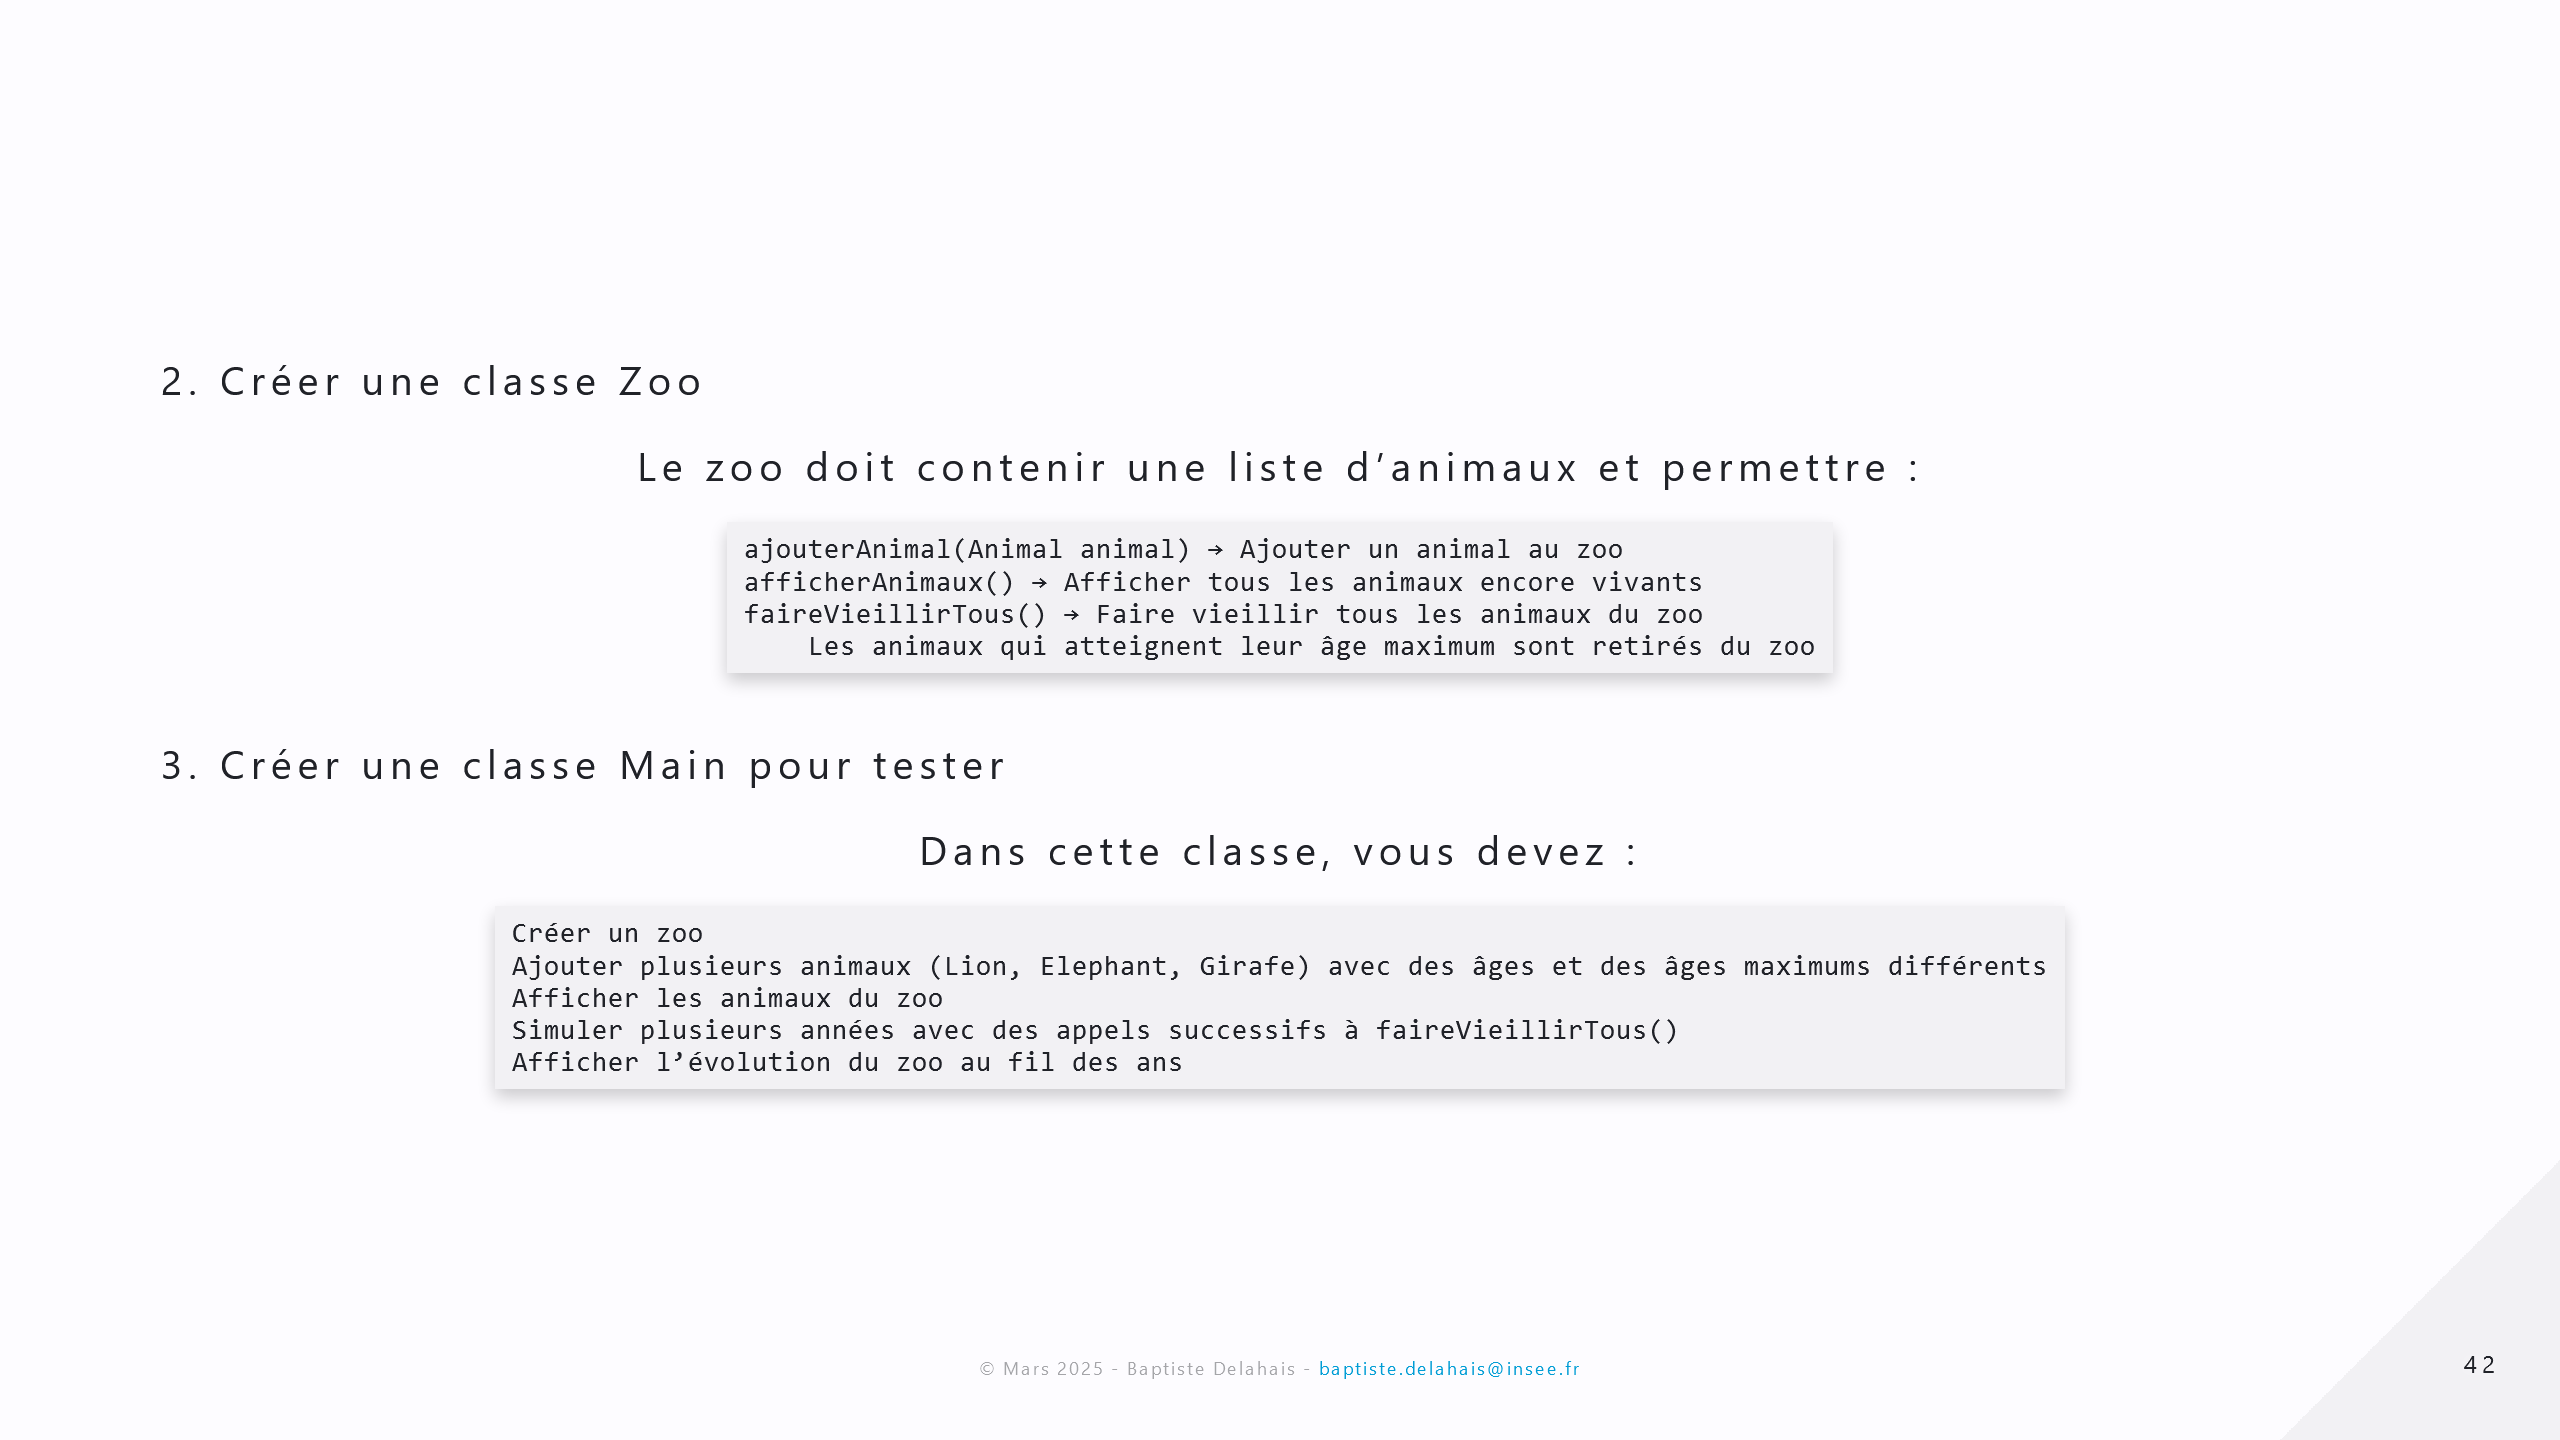 2. Créer une classe Zoo
Le zoo doit contenir une liste d’animaux et permettre :
ajouterAnimal(Animal animal) → Ajouter un animal au zoo
afficherAnimaux() → Afficher tous les animaux encore vivants
faireVieillirTous() → Faire vieillir tous les animaux du zoo
    Les animaux qui atteignent leur âge maximum sont retirés du zoo
3. Créer une classe Main pour tester
Dans cette classe, vous devez :
Créer un zoo
Ajouter plusieurs animaux (Lion, Elephant, Girafe) avec des âges et des âges maximums différents
Afficher les animaux du zoo
Simuler plusieurs années avec des appels successifs à faireVieillirTous()
Afficher l’évolution du zoo au fil des ans
© Mars 2025 - Baptiste Delahais - baptiste.delahais@insee.fr
42